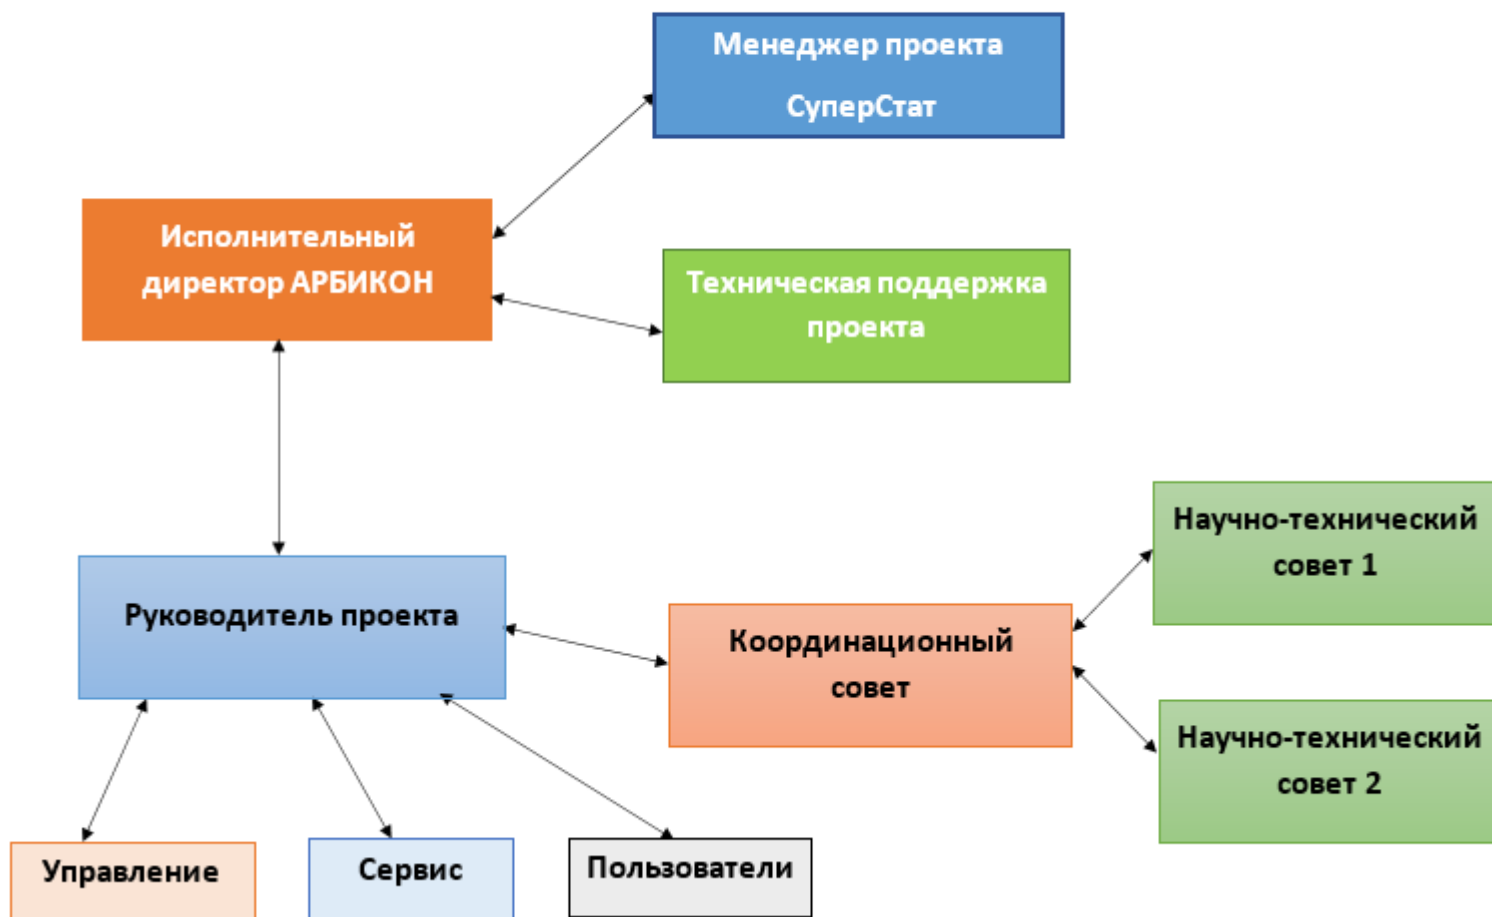 Менеджер проекта
СуперСтат
Исполнительный
директор АРБИКОН
Техническая поддержка
проекта
Научно-технический
совет 1
Руководитель проекта
Координационный
совет
Научно-технический
совет 2
Управление
Сервис
Пользователи